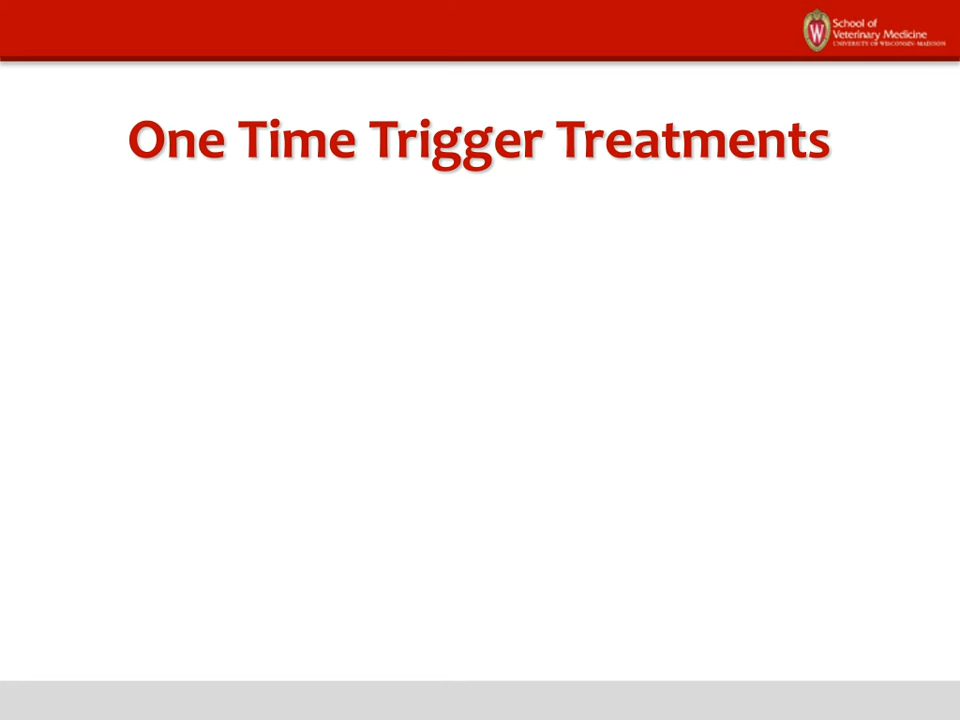 School of
Veterinary Medicine
UNIVERSITY OF WISCONSIN-MADISON
One Time Trigger Treatments